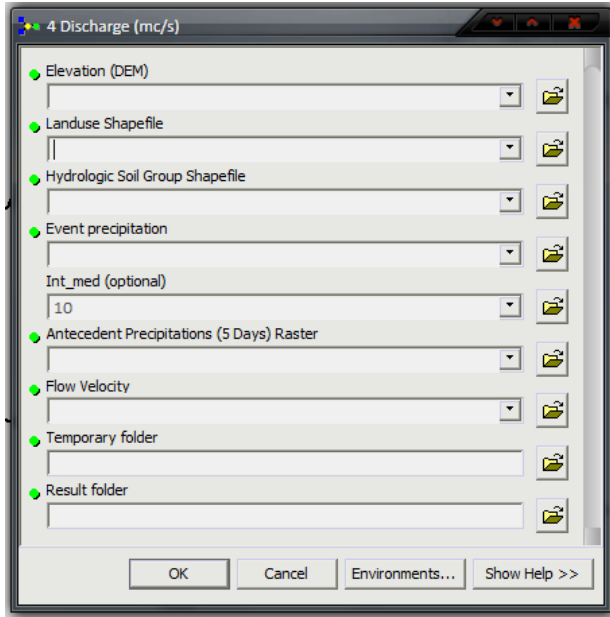 4 Discharge (mc/s)
Elevation (DEM)
Landuse Shapefile
Hydrologic Soil Group Shapefile
Event precipitation
Int_med (optional)
10
Antecedent Precipitations (5 Days) Raster
Flow Velocity
Temporary folder
Result folder
OK Cancel Environments... Show Help >>